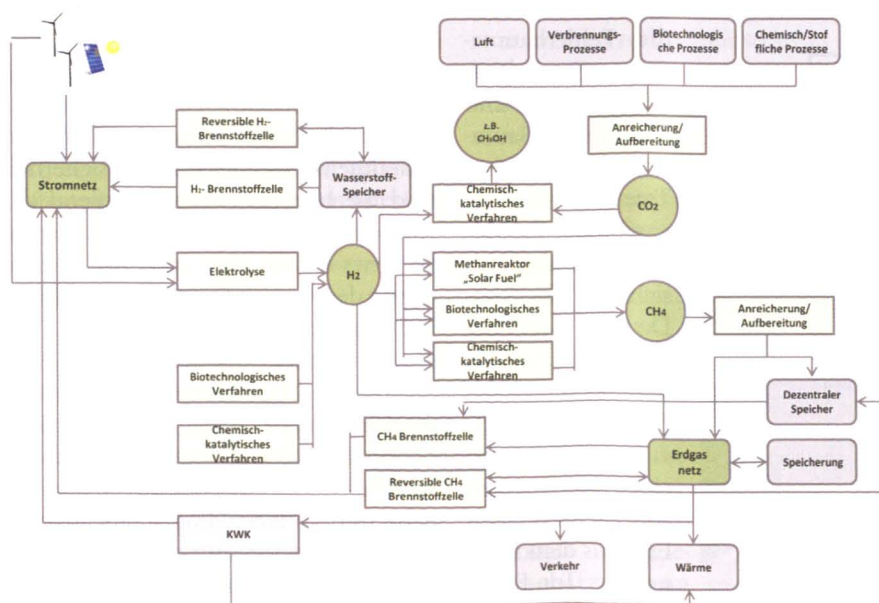 Luft
Verbrennungs-
Prozesse
Biotechnologis
che Prozesse
Chemisch/Stof
fliche Prozesse
Reversible H₂-
Brennstoffzelle
z.B.
CH₃OH
Anreicherung/
Aufbereitung
Stromnetz
H₂- Brennstoffzelle
Wasserstoff-
Speicher
Chemisch-
katalytisches
Verfahren
CO₂
Elektrolyse
H₂
Methanreaktor
„Solar Fuel“
Biotechnologisches
Verfahren
Chemisch-
katalytisches
Verfahren
CH₄
Anreicherung/
Aufbereitung
Biotechnologisches
Verfahren
Dezentraler
Speicher
Chemisch-
katalytisches
Verfahren
CH₄ Brennstoffzelle
Erdgas
netz
Speicherung
Reversible CH₄
Brennstoffzelle
KWK
Verkehr
Wärme